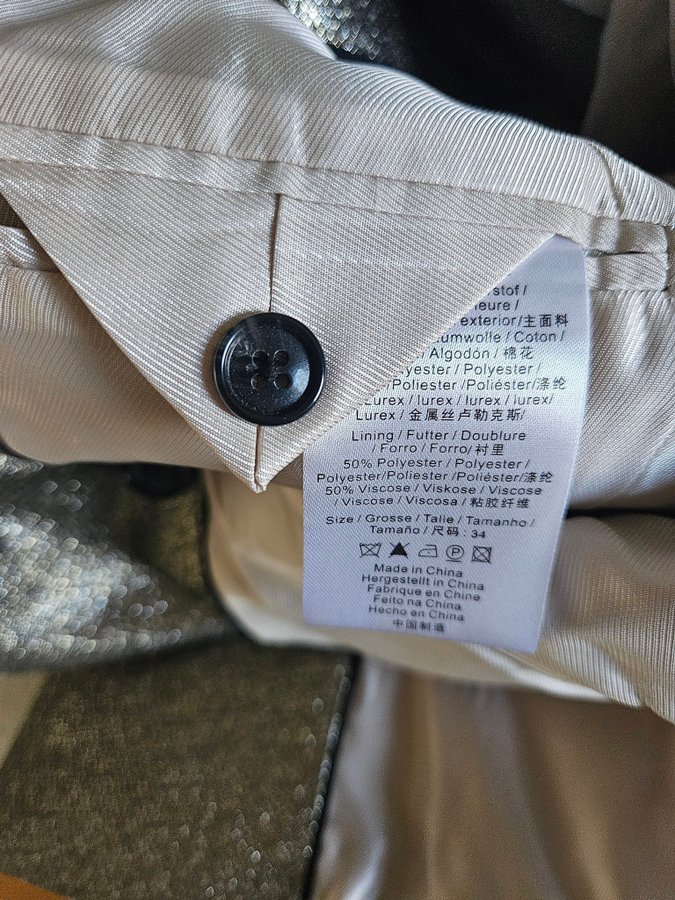 stof /
ieure /
exterior/主面料
umwolle / Coton /
Algodón / 棉花
yester / Polyester /
/Poliester /Poliéster/涤纶
Lurex / lurex / lurex / lurex/
Lurex / 金属丝卢勒克斯/
Lining / Futter / Doublure
/ Forro / Forro/衬里
50% Polyester / Polyester /
Polyester/Poliester /Poliéster/涤纶
50% Viscose / Viskose / Viscose
/ Viscose / Viscosa / 粘胶纤维
Size / Grosse / Talie / Tamanho /
Tamaño / 尺码 : 34
P
Made in China
Hergestellt in China
Fabrique en Chine
Feito na China
Hecho en China
中国制造